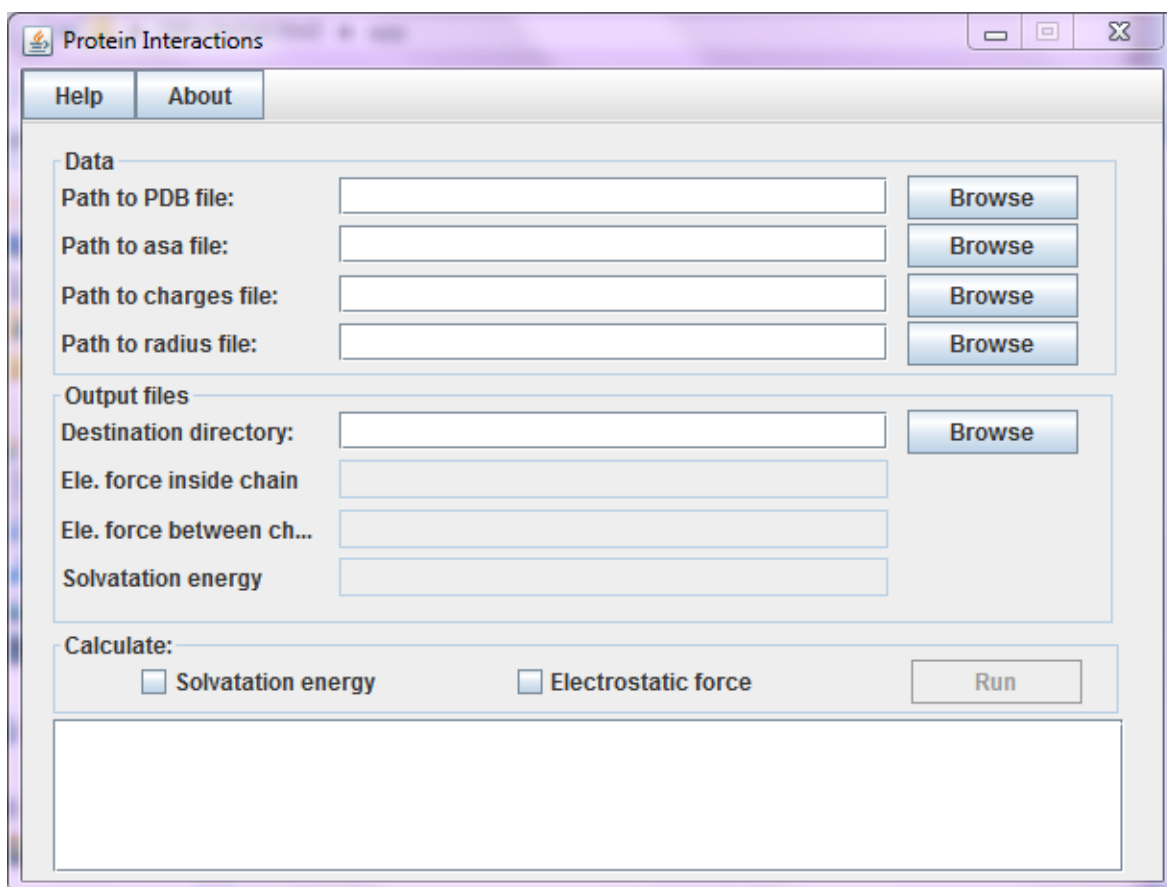 Protein Interactions
Help About
Data
Path to PDB file: Browse
Path to asa file: Browse
Path to charges file: Browse
Path to radius file: Browse
Output files
Destination directory: Browse
Ele. force inside chain
Ele. force between ch...
Solvatation energy
Calculate:
Solvatation energy Electrostatic force Run